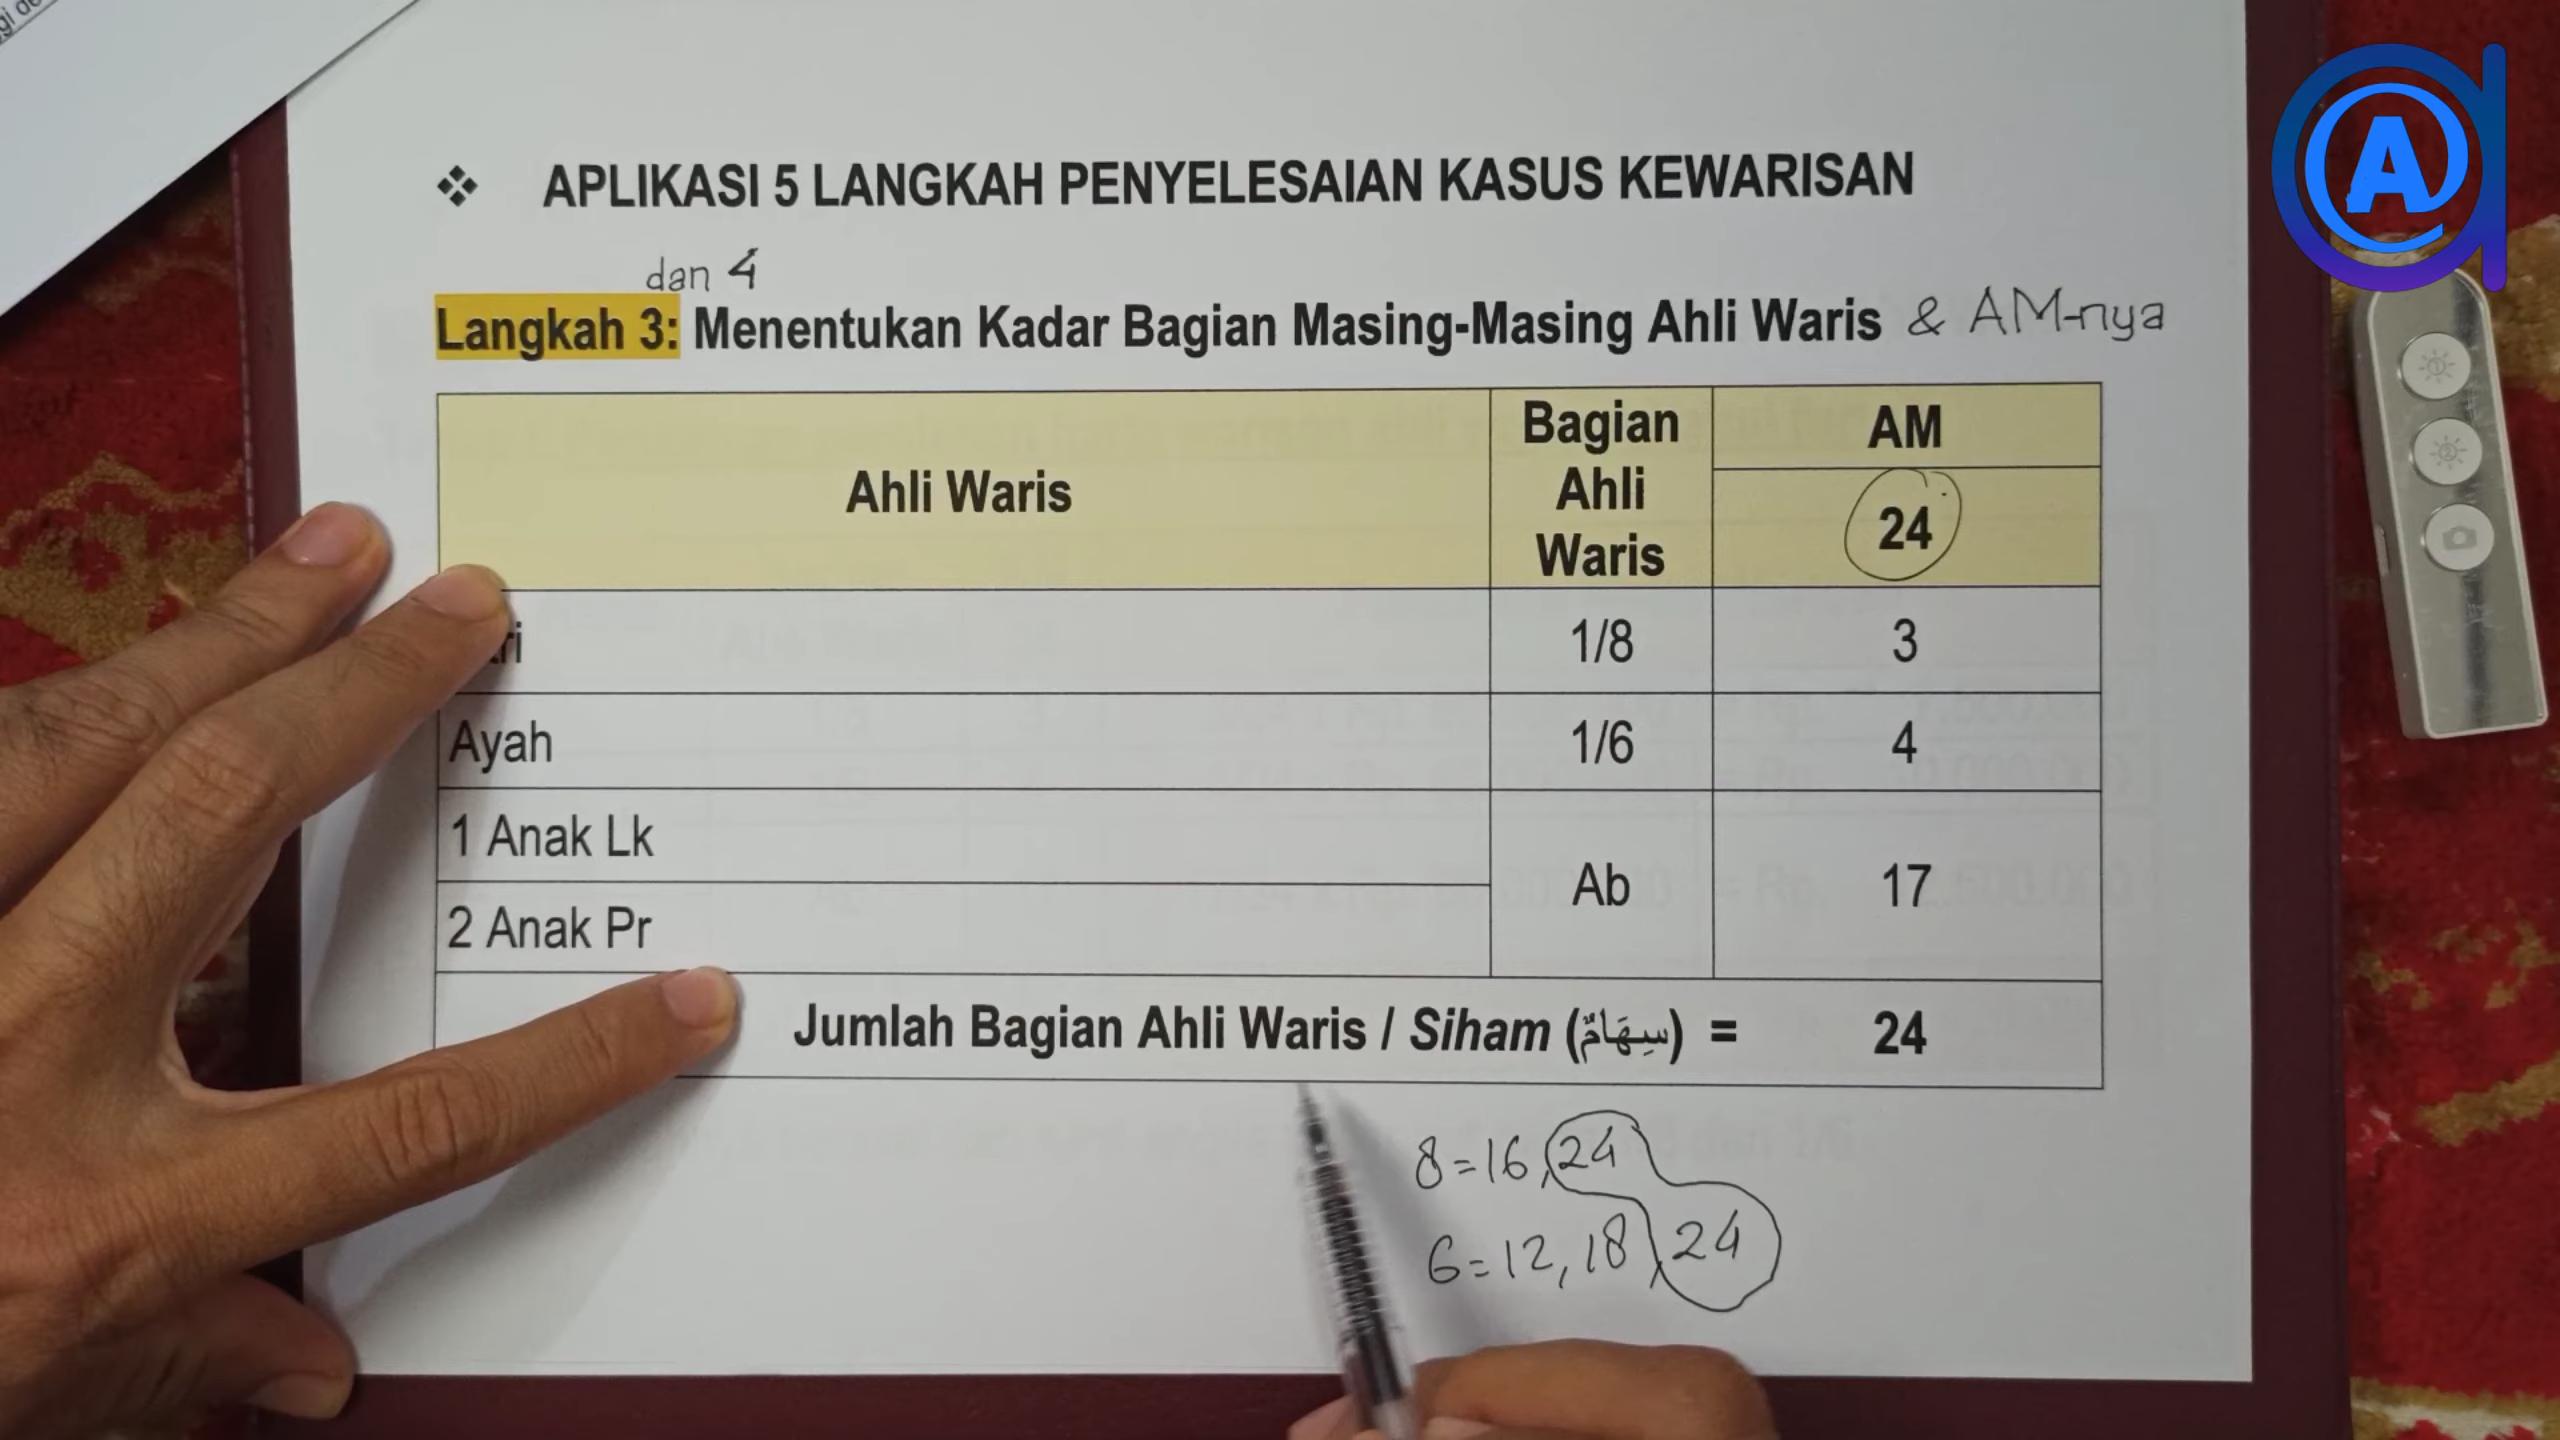 ❖ APLIKASI 5 LANGKAH PENYELESAIAN KASUS KEWARISAN
dan 4
Langkah 3: Menentukan Kadar Bagian Masing-Masing Ahli Waris & AM-nya
Ahli Waris
Bagian
Ahli
Waris
AM
24
ri 1/8 3
Ayah 1/6 4
1 Anak Lk
2 Anak Pr
Ab 17
Jumlah Bagian Ahli Waris / Siham (سِهَامٌ) = 24
8=16,24
6=12,18,24
A